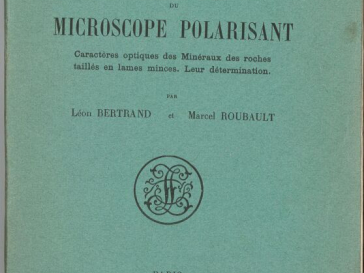 DU
MICROSCOPE POLARISANT
Caractères optiques des Minéraux des roches
taillés en lames minces. Leur détermination.
PAR
Léon BERTRAND et Marcel ROUBAULT